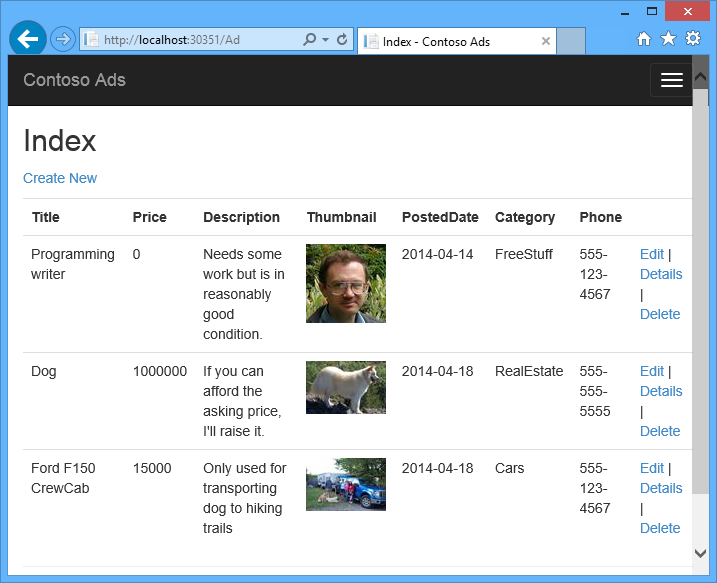 http://localhost:30351/Ad
Index - Contoso Ads
Contoso Ads
Index
Create New
Title Price Description Thumbnail PostedDate Category Phone
Programming writer 0 Needs some work but is in reasonably good condition. 2014-04-14 FreeStuff 555-123-4567 Edit | Details | Delete
Dog 1000000 If you can afford the asking price, I'll raise it. 2014-04-18 RealEstate 555-555-5555 Edit | Details | Delete
Ford F150 CrewCab 15000 Only used for transporting dog to hiking trails 2014-04-18 Cars 555-123-4567 Edit | Details | Delete